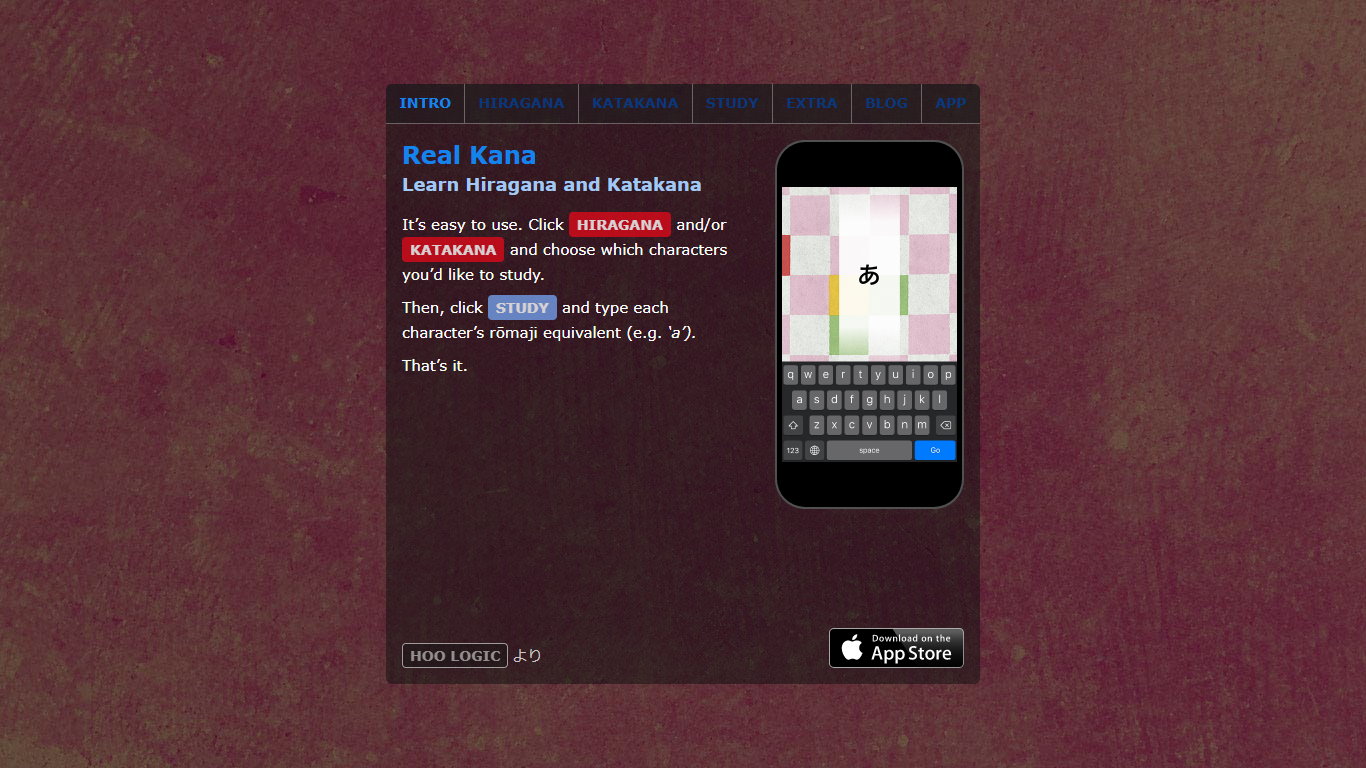 INTRO HIRAGANA KATAKANA STUDY EXTRA BLOG APP
Real Kana
Learn Hiragana and Katakana
It’s easy to use. Click HIRAGANA and/or
KATAKANA and choose which characters
you’d like to study.
Then, click STUDY and type each
character’s rōmaji equivalent (e.g. ‘a’).
That’s it.
あ
q w e r t y u i o p
a s d f g h j k l
z x c v b n m
123 space Go
HOO LOGIC より
Download on the
App Store